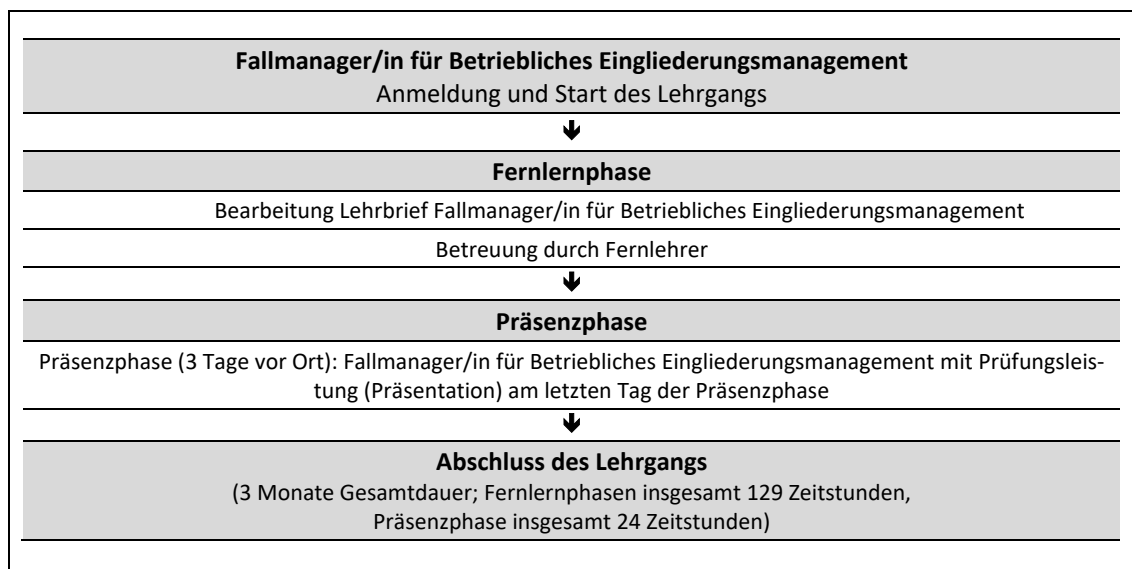 Fallmanager/in für Betriebliches Eingliederungsmanagement
Anmeldung und Start des Lehrgangs
🡻
Fernlernphase
Bearbeitung Lehrbrief Fallmanager/in für Betriebliches Eingliederungsmanagement
Betreuung durch Fernlehrer
🡻
Präsenzphase
Präsenzphase (3 Tage vor Ort): Fallmanager/in für Betriebliches Eingliederungsmanagement mit Prüfungsleis-
tung (Präsentation) am letzten Tag der Präsenzphase
🡻
Abschluss des Lehrgangs
(3 Monate Gesamtdauer; Fernlernphasen insgesamt 129 Zeitstunden,
Präsenzphase insgesamt 24 Zeitstunden)